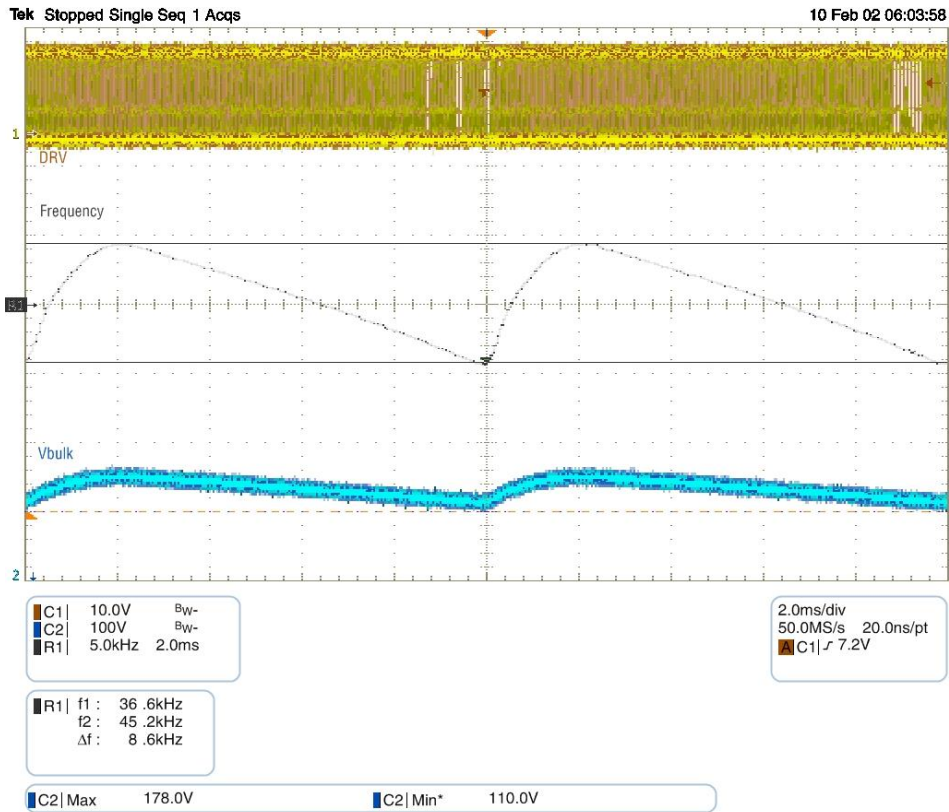 Tek Stopped Single Seq 1 Acqs 10 Feb 02 06:03:58
1
DRV
Frequency
R1
Vbulk
2
C1 10.0V BW-
C2 100V BW-
R1 5.0kHz 2.0ms
2.0ms/div
50.0MS/s 20.0ns/pt
A C1 7.2V
R1 f1 : 36 .6kHz
f2 : 45 .2kHz
Δf : 8 .6kHz
C2 Max 178.0V C2 Min* 110.0V